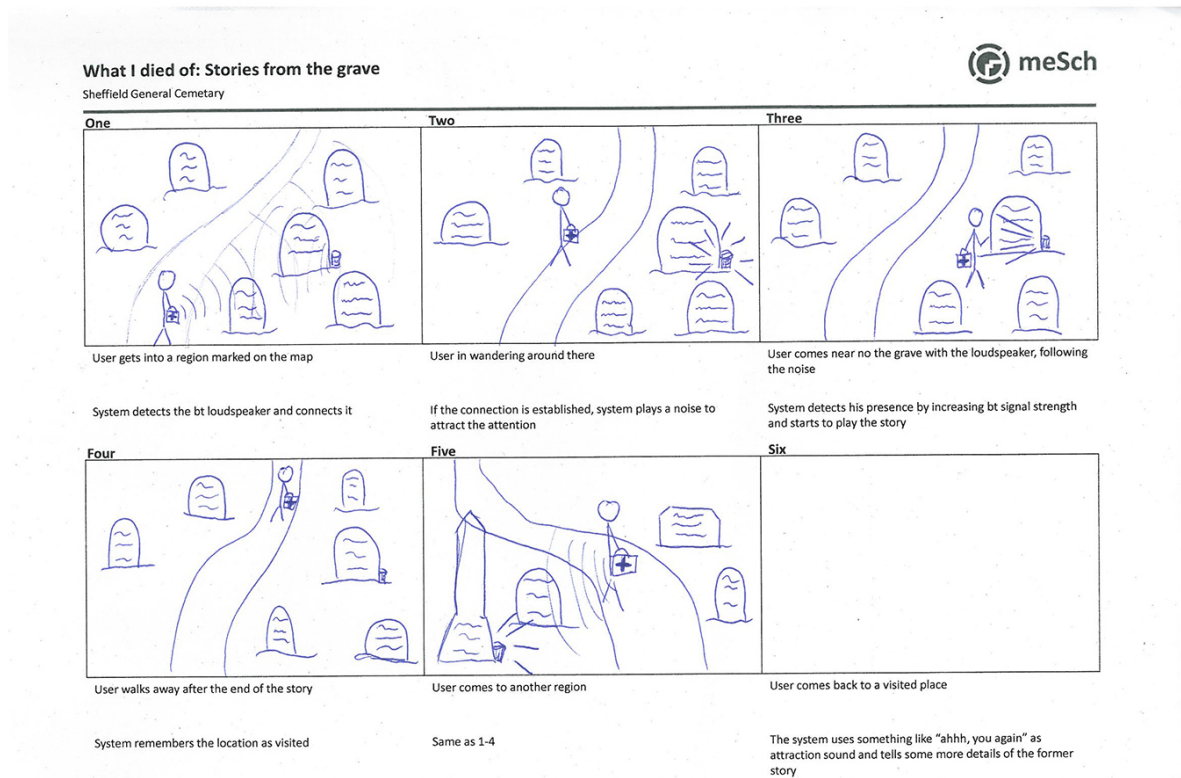 What I died of: Stories from the grave
meSch
Sheffield General Cemetary
One
Two
Three
User gets into a region marked on the map
User in wandering around there
User comes near no the grave with the loudspeaker, following
the noise
System detects the bt loudspeaker and connects it
If the connection is established, system plays a noise to
attract the attention
System detects his presence by increasing bt signal strength
and starts to play the story
Four
Five
Six
User walks away after the end of the story
User comes to another region
User comes back to a visited place
System remembers the location as visited
Same as 1-4
The system uses something like “ahhh, you again” as
attraction sound and tells some more details of the former
story